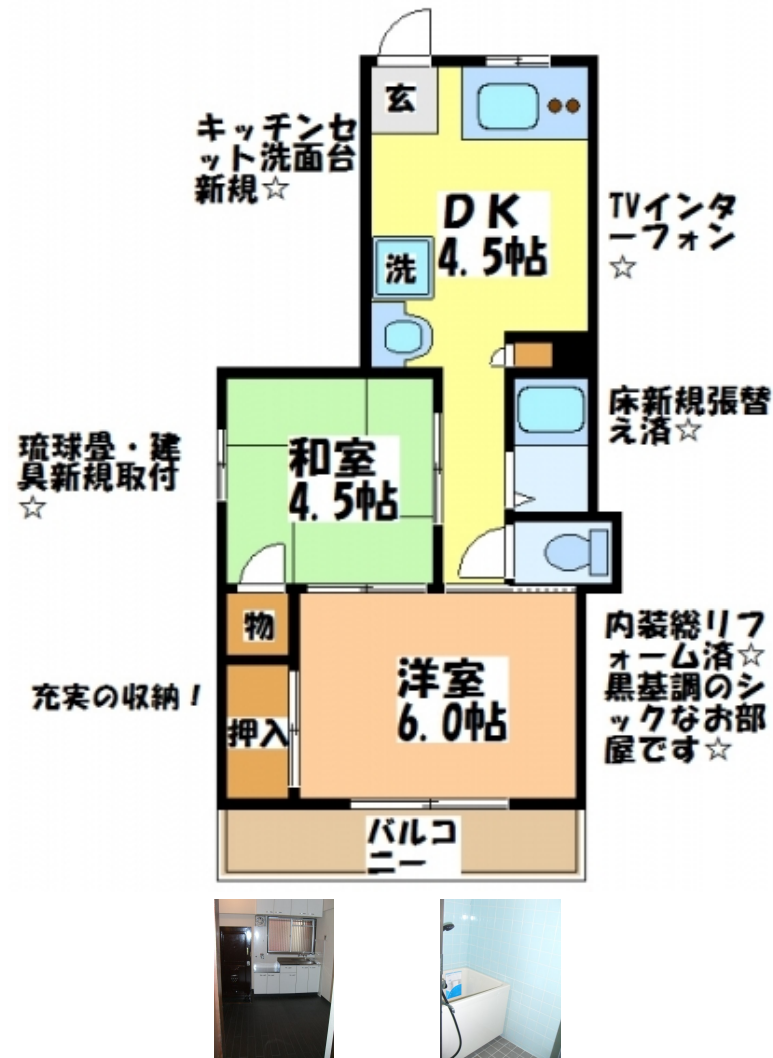 玄
キッチンセ
ット洗面台
新規☆
DK
4.5帖
TVインタ
ーフォン
☆
洗
床新規張替
え済☆
琉球畳・建
具新規取付
☆
和室
4.5帖
物
内装総リフ
ォーム済☆
黒基調のシ
ックなお部
屋です☆
洋室
6.0帖
充実の収納！
押入
バルコ
ニー